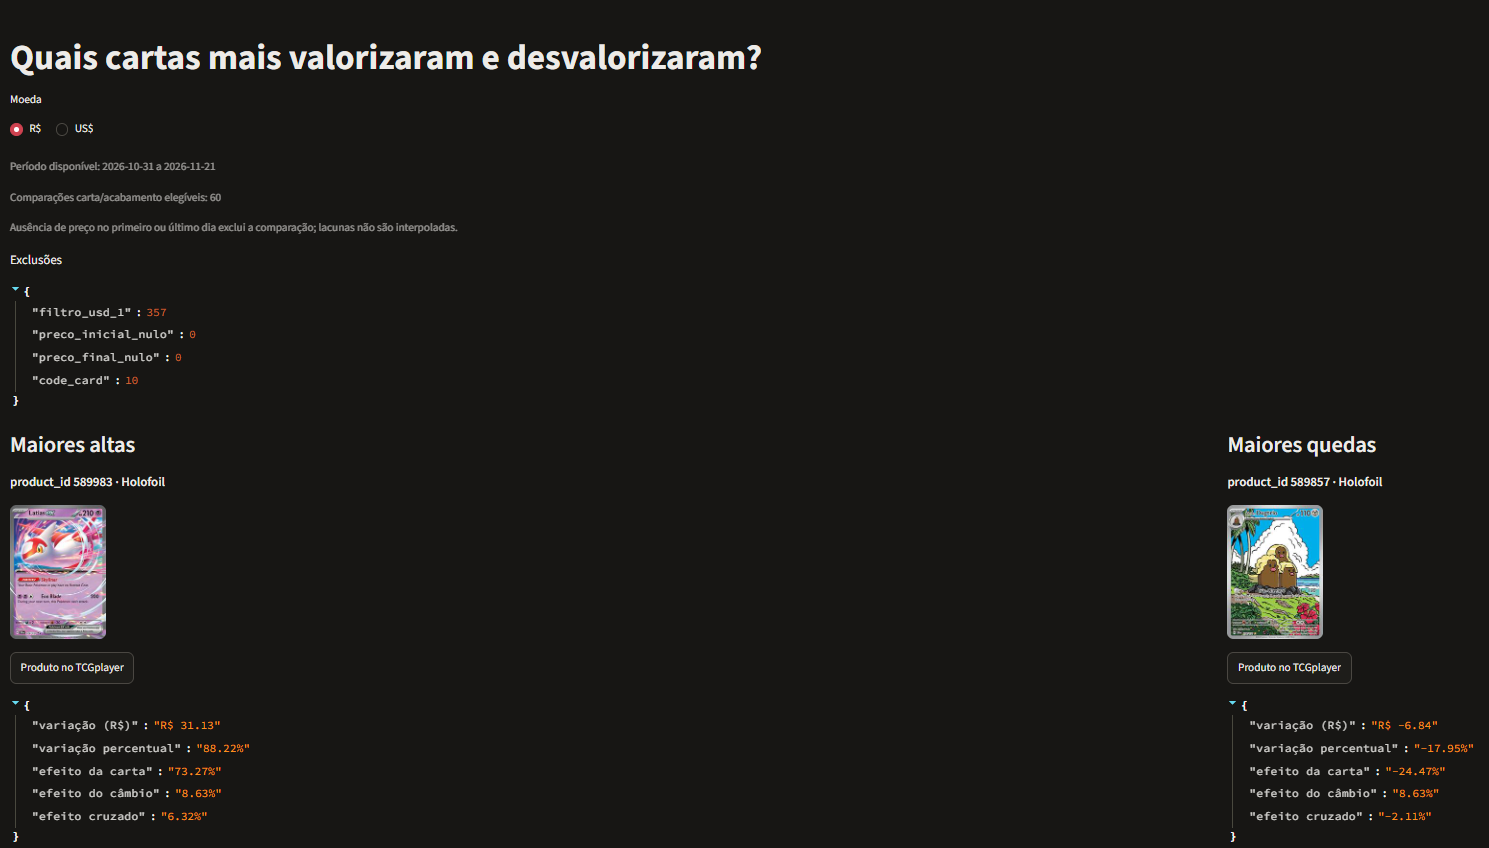 Quais cartas mais valorizaram e desvalorizaram?
Moeda
R$ US$
Período disponível: 2026-10-31 a 2026-11-21
Comparações carta/acabamento elegíveis: 60
Ausência de preço no primeiro ou último dia exclui a comparação; lacunas não são interpoladas.
Exclusões
{
"filtro_usd_1" : 357
"preco_inicial_nulo" : 0
"preco_final_nulo" : 0
"code_card" : 10
}
Maiores altas
product_id 589983 · Holofoil
Latias 210
Eon Blade 200
Produto no TCGplayer
{
"variação (R$)" : "R$ 31.13"
"variação percentual" : "88.22%"
"efeito da carta" : "73.27%"
"efeito do câmbio" : "8.63%"
"efeito cruzado" : "6.32%"
}
Maiores quedas
product_id 589857 · Holofoil
Produto no TCGplayer
{
"variação (R$)" : "R$ -6.84"
"variação percentual" : "-17.95%"
"efeito da carta" : "-24.47%"
"efeito do câmbio" : "8.63%"
"efeito cruzado" : "-2.11%"
}